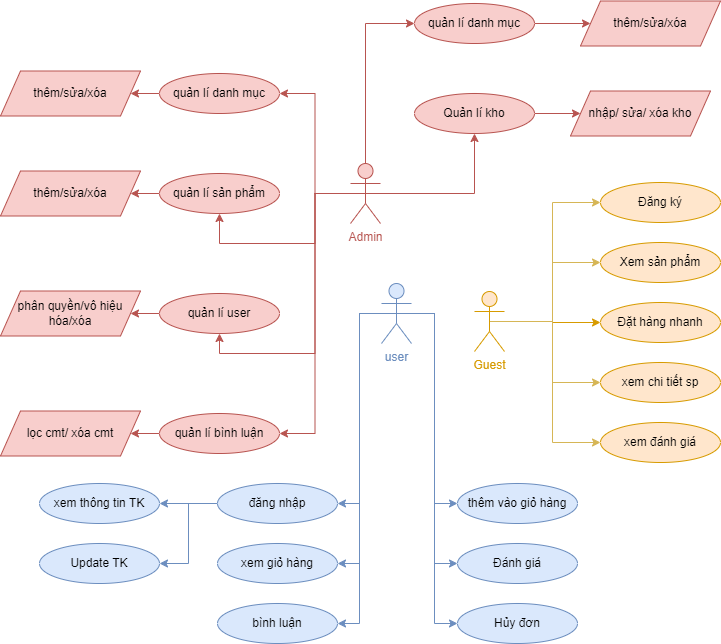 quản lí danh mục
thêm/sửa/xóa
thêm/sửa/xóa
quản lí danh mục
Quản lí kho
nhập/ sửa/ xóa kho
thêm/sửa/xóa
quản lí sản phẩm
Admin
Đăng ký
Xem sản phẩm
phân quyền/vô hiệu
hóa/xóa
quản lí user
user
Guest
Đặt hàng nhanh
xem chi tiết sp
lọc cmt/ xóa cmt
quản lí bình luận
xem đánh giá
xem thông tin TK
đăng nhập
thêm vào giỏ hàng
Update TK
xem giỏ hàng
Đánh giá
bình luận
Hủy đơn